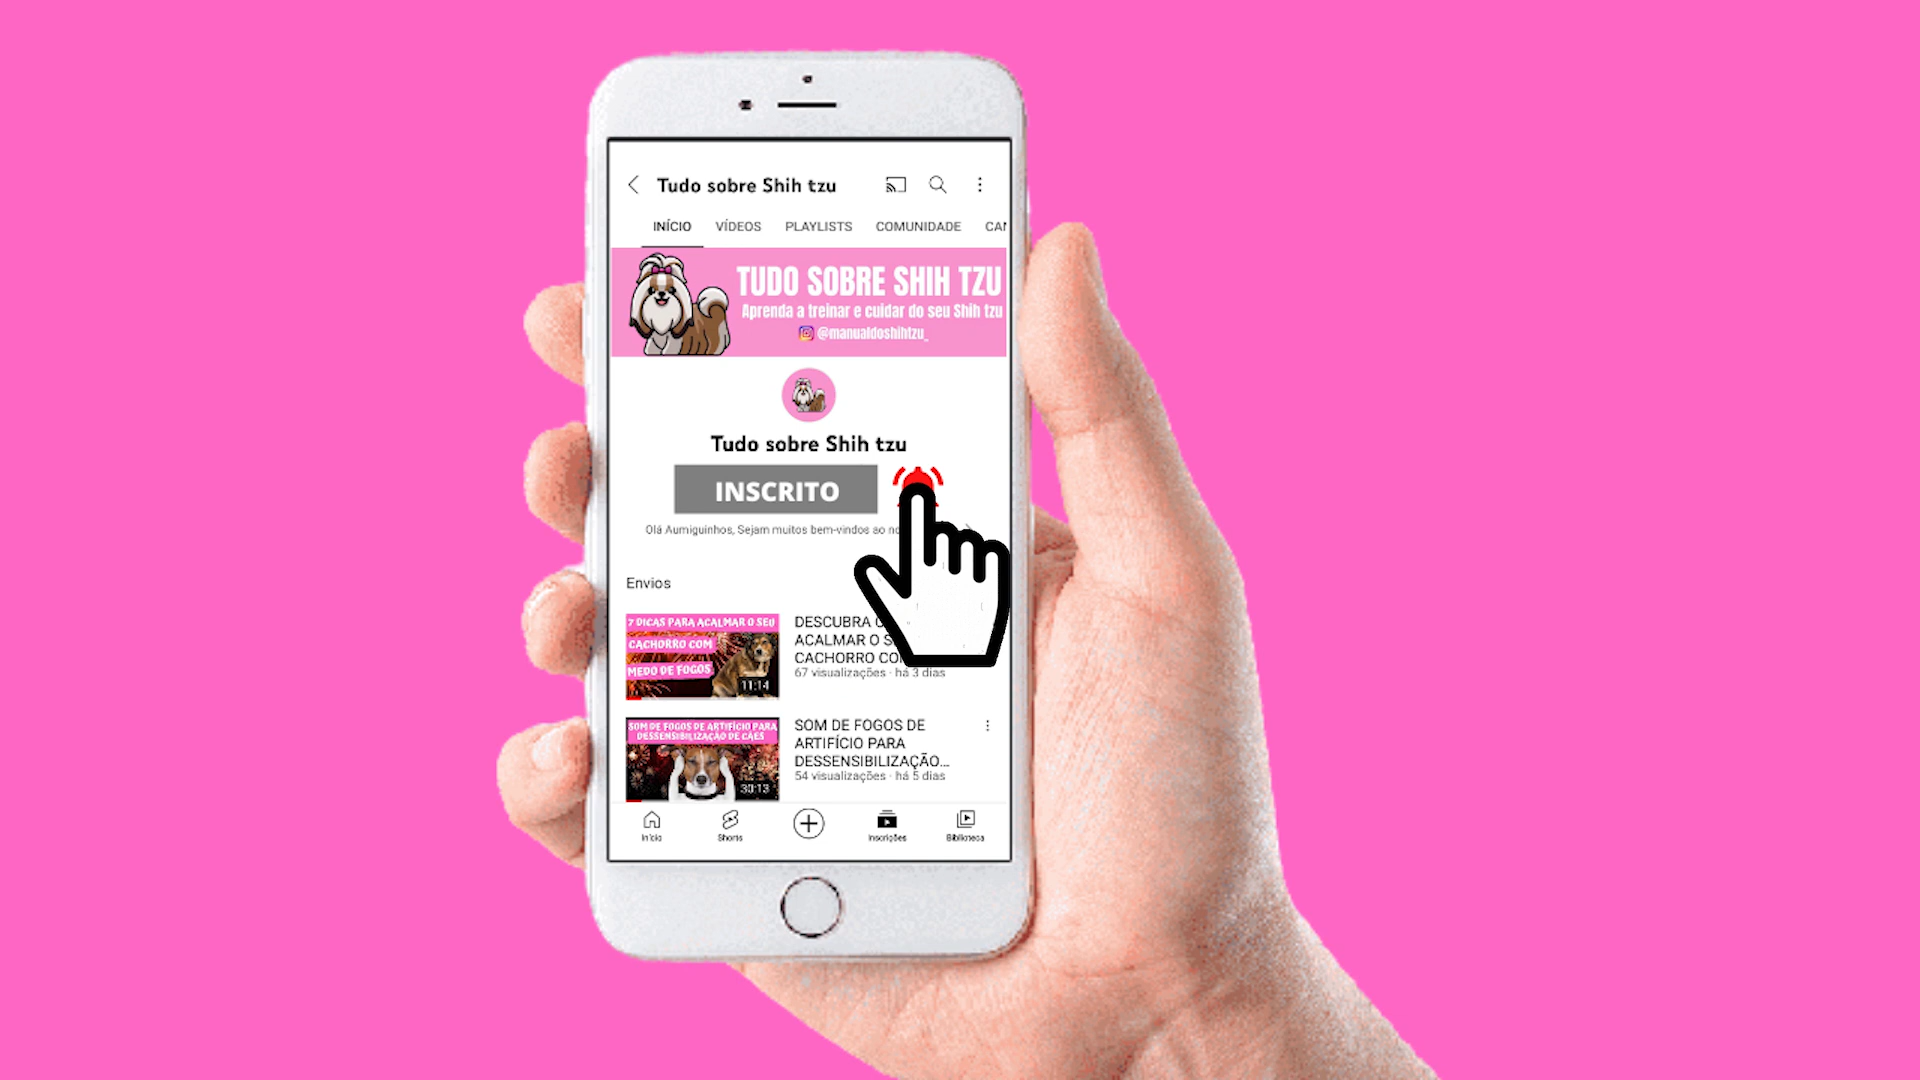 Tudo sobre Shih tzu
INÍCIO VÍDEOS PLAYLISTS COMUNIDADE CAN
TUDO SOBRE SHIH TZU
Aprenda a treinar e cuidar do seu Shih tzu
@manualdoshihtzu_
Tudo sobre Shih tzu
INSCRITO
Olá Aumiguinhos, Sejam muitos bem-vindos ao
Envios
7 DICAS PARA ACALMAR O SEU
CACHORRO COM
MEDO DE FOGOS
11:14
DESCUBRA
ACALMAR O
CACHORRO
67 visualizações · há 3 dias
SOM DE FOGOS DE ARTIFÍCIO PARA
DESSENSIBILIZAÇÃO DE CÃES
30:13
SOM DE FOGOS DE
ARTIFÍCIO PARA
DESSENSIBILIZAÇÃO...
54 visualizações · há 5 dias
Início Shorts Inscrições Biblioteca